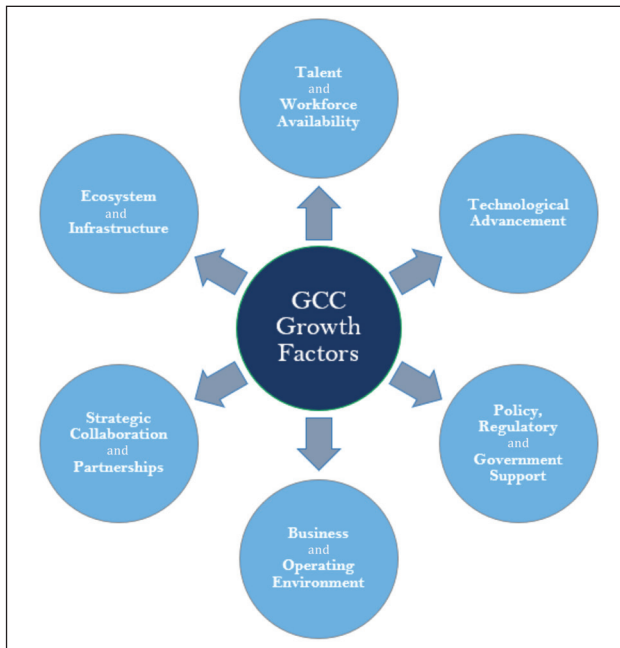 Talent
and
Workforce
Availability
Technological
Advancement
Policy,
Regulatory
and
Government
Support
Business
and
Operating
Environment
Strategic
Collaboration
and
Partnerships
Ecosystem
and
Infrastructure
GCC
Growth
Factors